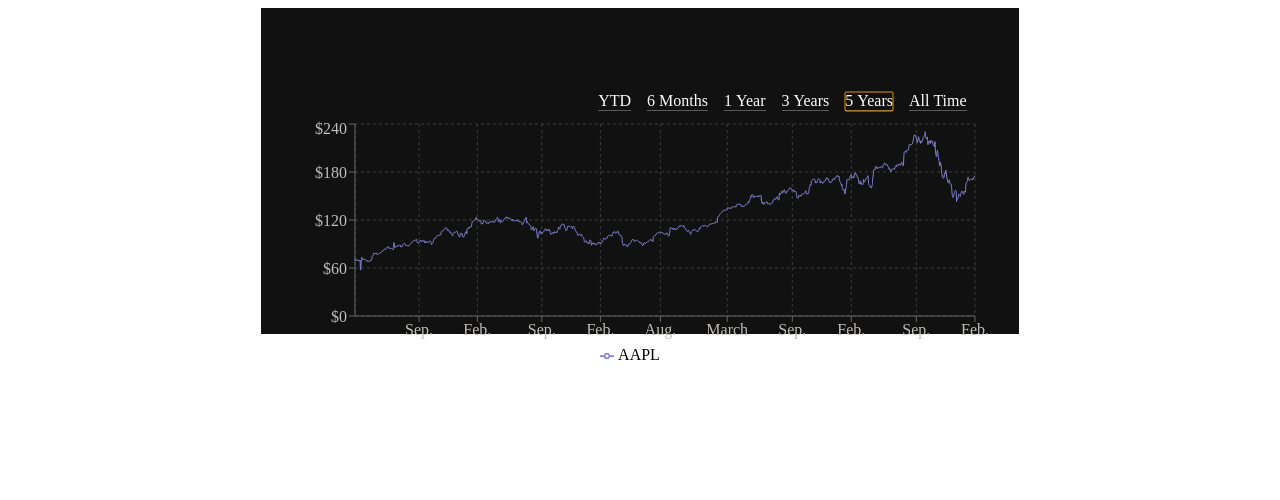 YTD 6 Months 1 Year 3 Years 5 Years All Time
$240
$180
$120
$60
$0
Sep. Feb. Sep. Feb. Aug. March Sep. Feb. Sep. Feb.
AAPL